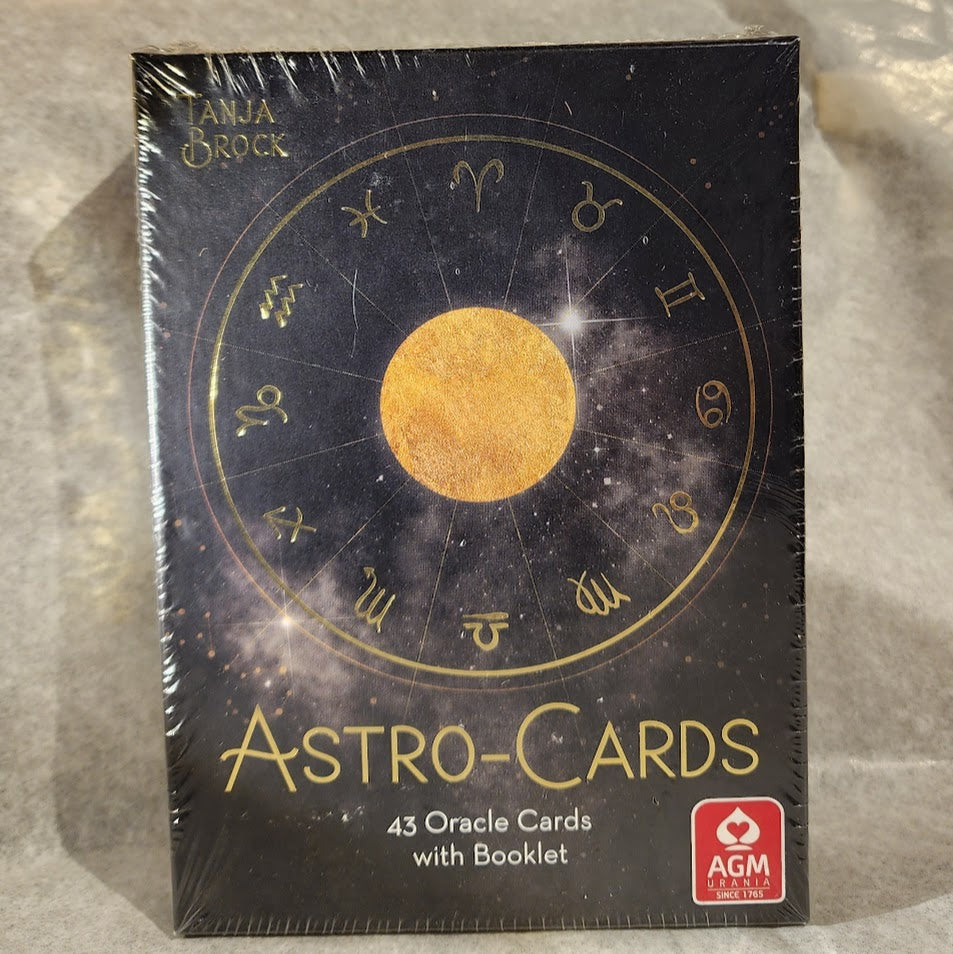 TANJA
BROCK
ASTRO-CARDS
43 Oracle Cards
with Booklet
AGM
URANIA
SINCE 1765